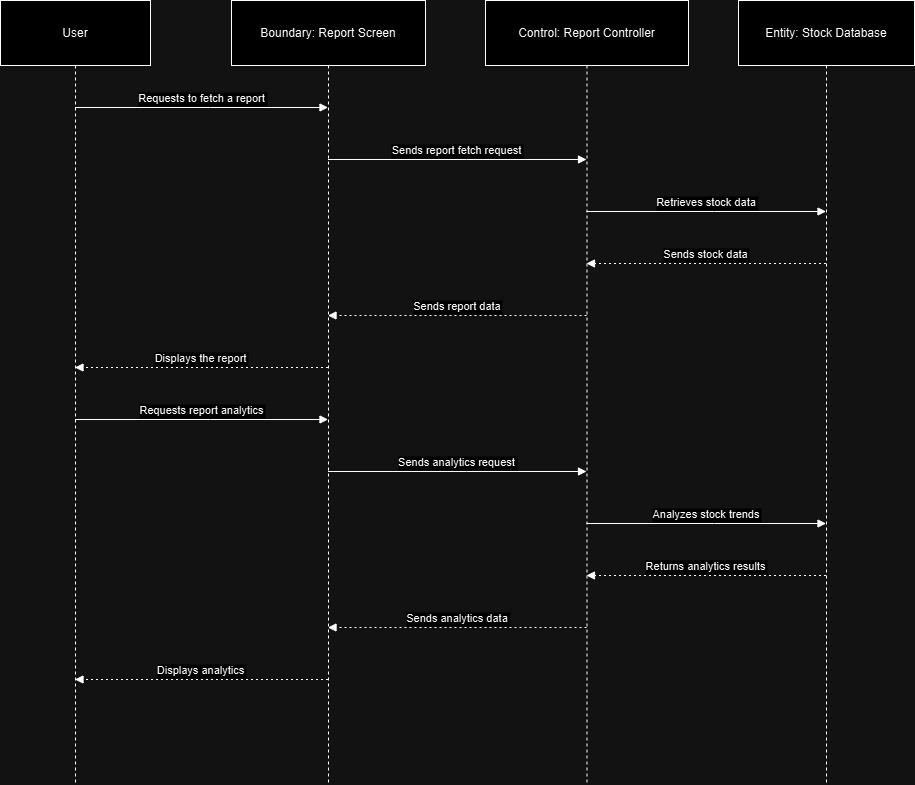 User
Boundary: Report Screen
Control: Report Controller
Entity: Stock Database
Requests to fetch a report
Sends report fetch request
Retrieves stock data
Sends stock data
Sends report data
Displays the report
Requests report analytics
Sends analytics request
Analyzes stock trends
Returns analytics results
Sends analytics data
Displays analytics